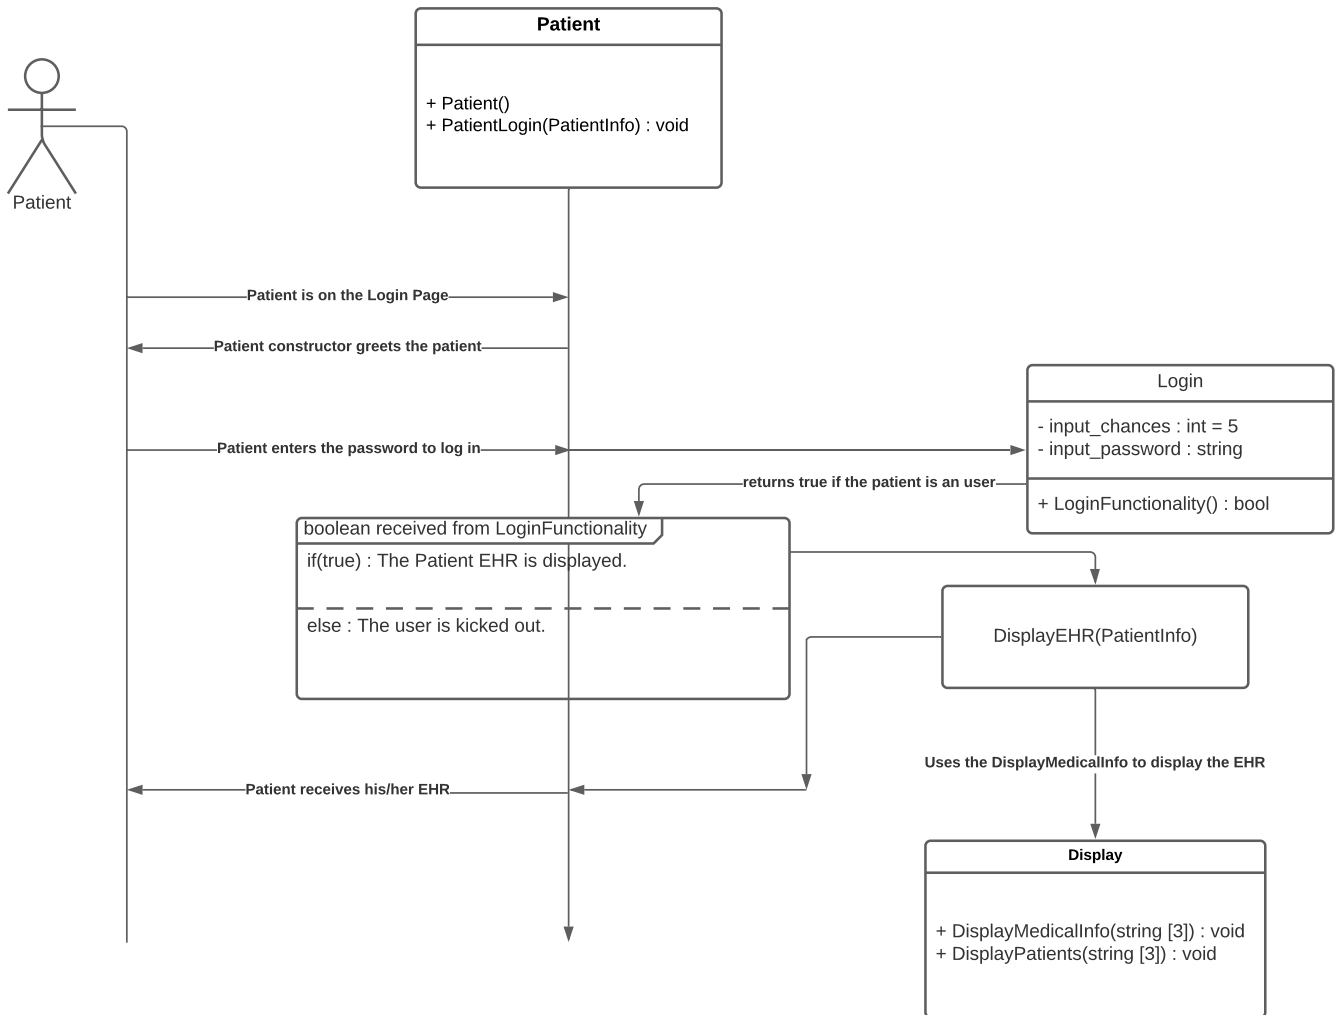 Patient
+ Patient()
+ PatientLogin(PatientInfo) : void
Patient
Patient is on the Login Page
Patient constructor greets the patient
Login
- input_chances : int = 5
- input_password : string
Patient enters the password to log in
returns true if the patient is an user
+ LoginFunctionality() : bool
boolean received from LoginFunctionality
if(true) : The Patient EHR is displayed.
else : The user is kicked out.
DisplayEHR(PatientInfo)
Uses the DisplayMedicalInfo to display the EHR
Patient receives his/her EHR
Display
+ DisplayMedicalInfo(string [3]) : void
+ DisplayPatients(string [3]) : void